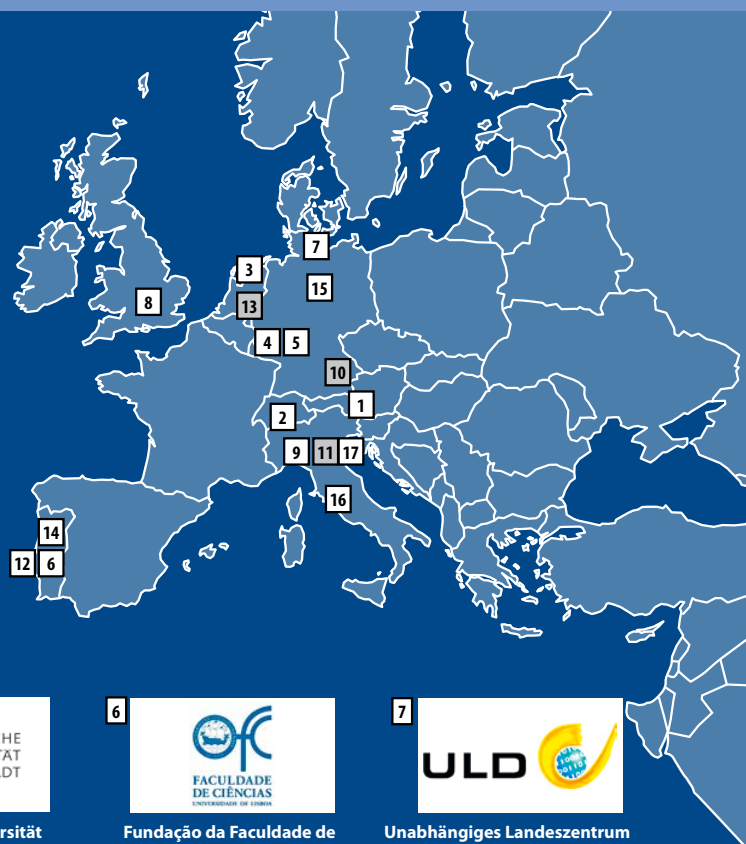 7
3
15
13
8
4 5
10
1
2
9 11 17
16
14
12 6
HE
TÄT
DT
rsität
6
FACULDADE
DE CIÊNCIAS
UNIVERSIDADE DE LISBOA
Fundação da Faculdade de
7
ULD
Unabhängiges Landeszentrum